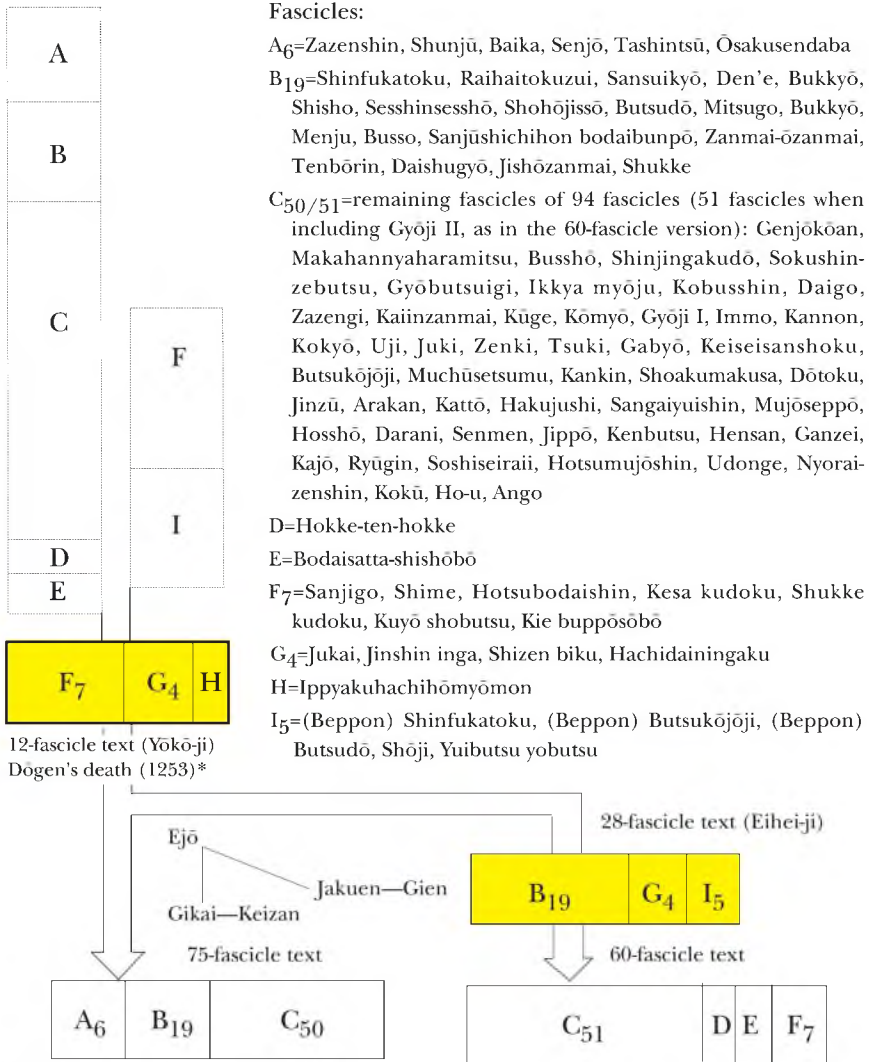 Fascicles:
A6=Zazenshin, Shunjū, Baika, Senjō, Tashintsū, Ōsakusendaba
B19=Shinfukatoku, Raihaitokuzui, Sansuikyō, Den'e, Bukkyō,
Shisho, Sesshinsesshō, Shohōjissō, Butsudō, Mitsugo, Bukkyō,
Menju, Busso, Sanjūshichihon bodaibunpō, Zanmai-ōzanmai,
Tenbōrin, Daishugyō, Jishōzanmai, Shukke
C50/51=remaining fascicles of 94 fascicles (51 fascicles when
including Gyōji II, as in the 60-fascicle version): Genjōkōan,
Makahannyaharamitsu, Busshō, Shinjingakudō, Sokushin-
zebutsu, Gyōbutsuigi, Ikkya myōju, Kobusshin, Daigo,
Zazengi, Kaiinzanmai, Kūge, Kōmyō, Gyōji I, Immo, Kannon,
Kokyō, Uji, Juki, Zenki, Tsuki, Gabyō, Keiseisanshoku,
Butsukōjōji, Muchūsetsumu, Kankin, Shoakumakusa, Dōtoku,
Jinzū, Arakan, Kattō, Hakujushi, Sangaiyuishin, Mujōseppō,
Hosshō, Darani, Senmen, Jippō, Kenbutsu, Hensan, Ganzei,
Kajō, Ryūgin, Soshiseiraii, Hotsumujōshin, Udonge, Nyorai-
zenshin, Kokū, Ho-u, Ango
D=Hokke-ten-hokke
E=Bodaisatta-shishōbō
F7=Sanjigo, Shime, Hotsubodaishin, Kesa kudoku, Shukke
kudoku, Kuyō shobutsu, Kie buppōsōbō
G4=Jukai, Jinshin inga, Shizen biku, Hachidainingaku
H=Ippyakuhachihōmyōmon
I5=(Beppon) Shinfukatoku, (Beppon) Butsukōjōji, (Beppon)
Butsudō, Shōji, Yuibutsu yobutsu
A
B
C
D
E
F
I
F7 G4 H
12-fascicle text (Yōkō-ji)
Dōgen's death (1253)*
Ejō
Jakuen—Gien
Gikai—Keizan
28-fascicle text (Eihei-ji)
B19 G4 I5
75-fascicle text
A6 B19 C50
60-fascicle text
C51 D E F7